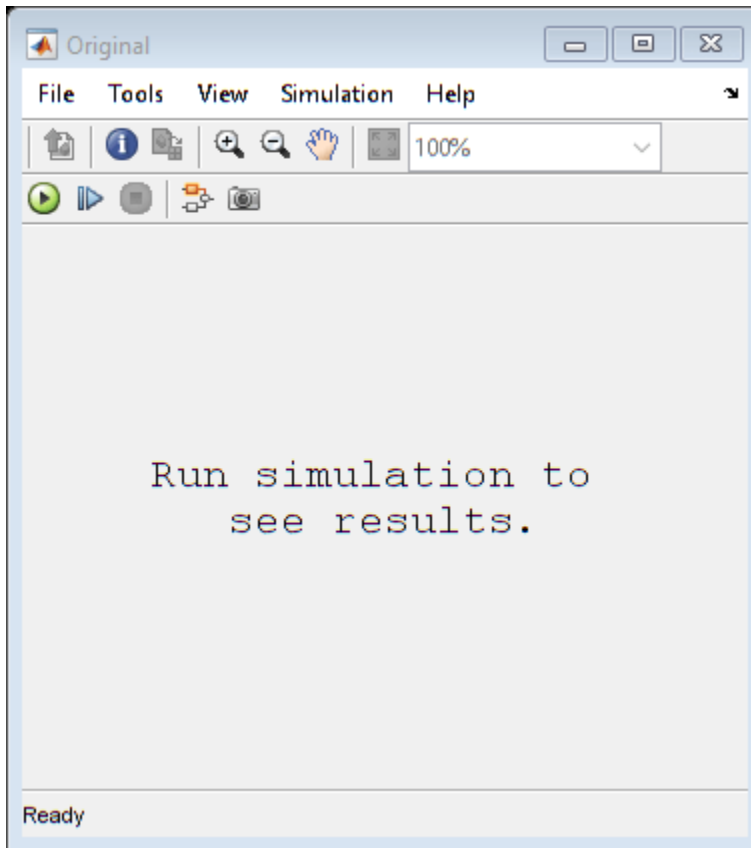 Original
File Tools View Simulation Help
100%
Run simulation to
see results.
Ready